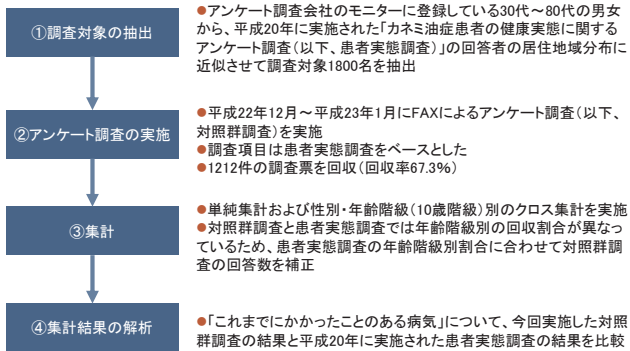 ①調査対象の抽出
●アンケート調査会社のモニターに登録している30代～80代の男女
から、平成20年に実施された「カネミ油症患者の健康実態に関する
アンケート調査（以下、患者実態調査）」の回答者の居住地域分布に
近似させて調査対象1800名を抽出
②アンケート調査の実施
●平成22年12月～平成23年1月にFAXによるアンケート調査（以下、
対照群調査）を実施
●調査項目は患者実態調査をベースとした
●1212件の調査票を回収（回収率67.3％）
③集計
●単純集計および性別・年齢階級（10歳階級）別のクロス集計を実施
●対照群調査と患者実態調査では年齢階級別の回収割合が異なっ
ているため、患者実態調査の年齢階級別割合に合わせて対照群調
査の回答数を補正
④集計結果の解析
●「これまでにかかったことのある病気」について、今回実施した対照
群調査の結果と平成20年に実施された患者実態調査の結果を比較